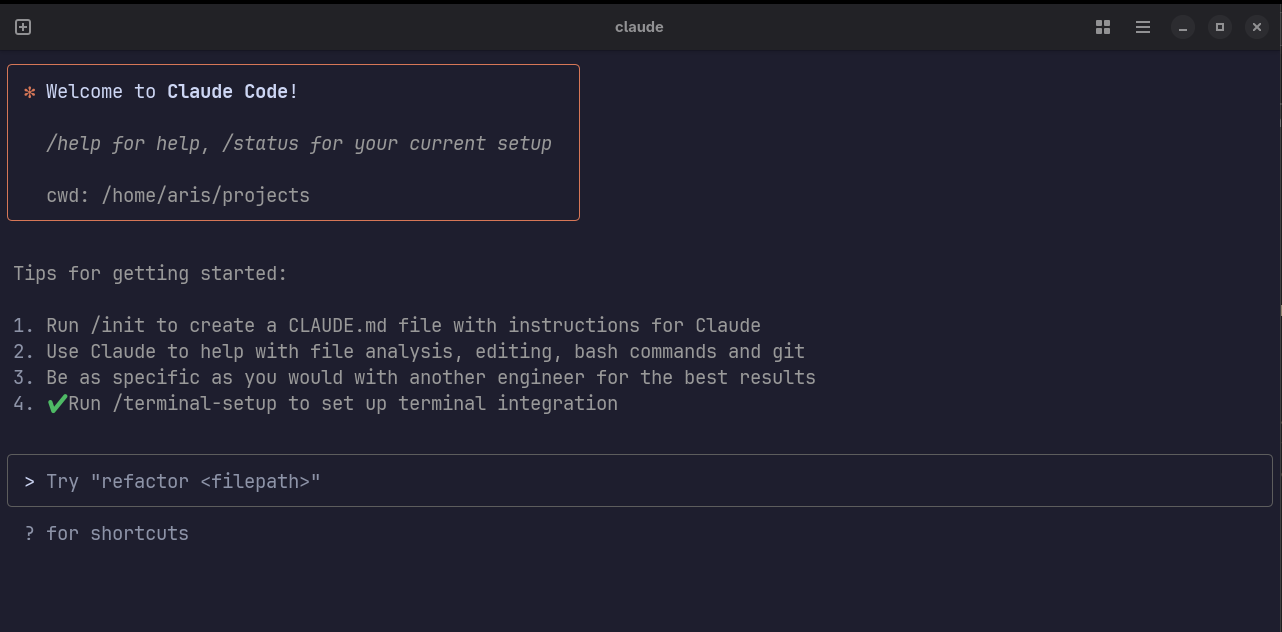 claude
✻ Welcome to Claude Code!
/help for help, /status for your current setup
cwd: /home/aris/projects
Tips for getting started:
1. Run /init to create a CLAUDE.md file with instructions for Claude
2. Use Claude to help with file analysis, editing, bash commands and git
3. Be as specific as you would with another engineer for the best results
4. ✔Run /terminal-setup to set up terminal integration
> Try "refactor <filepath>"
? for shortcuts